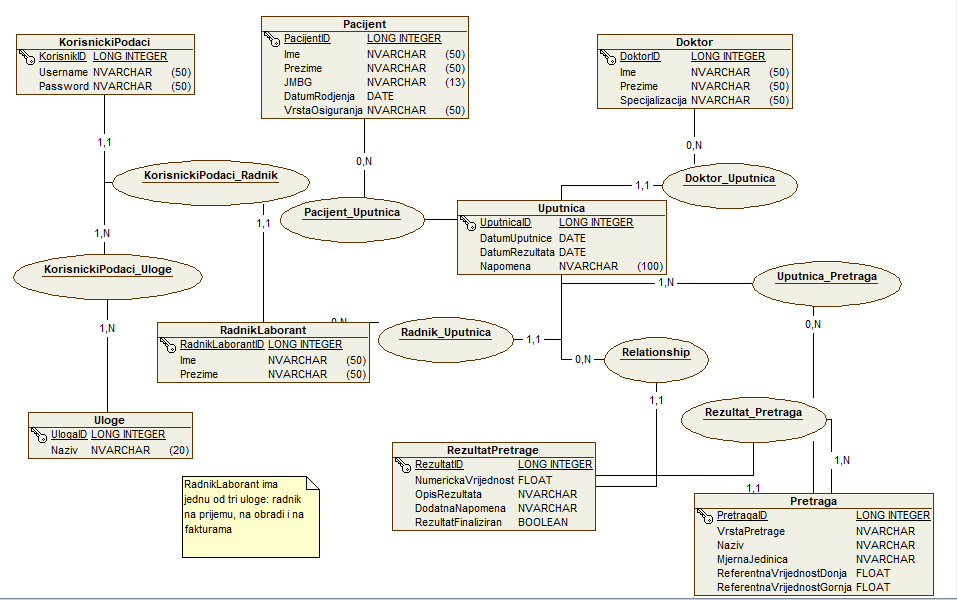 KorisnickiPodaci
KorisnikID LONG INTEGER
Username NVARCHAR (50)
Password NVARCHAR (50)
Pacijent
PacijentID LONG INTEGER
Ime NVARCHAR (50)
Prezime NVARCHAR (50)
JMBG NVARCHAR (13)
DatumRodjenja DATE
VrstaOsiguranja NVARCHAR (50)
Doktor
DoktorID LONG INTEGER
Ime NVARCHAR (50)
Prezime NVARCHAR (50)
Specijalizacija NVARCHAR (50)
1,1
0,N
0,N
KorisnickiPodaci_Radnik
Doktor_Uputnica
1,1
Pacijent_Uputnica
1,1
1,N
Uputnica
UputnicaID LONG INTEGER
DatumUputnice DATE
DatumRezultata DATE
Napomena NVARCHAR (100)
KorisnickiPodaci_Uloge
Uputnica_Pretraga
1,N
1,N
0,N
0,N
Radnik_Uputnica
1,1
RadnikLaborant
RadnikLaborantID LONG INTEGER
Ime NVARCHAR (50)
Prezime NVARCHAR (50)
0,N
Relationship
1,1
Rezultat_Pretraga
Uloge
UlogaID LONG INTEGER
Naziv NVARCHAR (20)
RezultatPretrage
RezultatID LONG INTEGER
NumerickaVrijednost FLOAT
OpisRezultata NVARCHAR
DodatnaNapomena NVARCHAR
RezultatFinaliziran BOOLEAN
1,N
1,1
RadnikLaborant ima
jednu od tri uloge: radnik
na prijemu, na obradi i na
fakturama
Pretraga
PretragaID LONG INTEGER
VrstaPretrage NVARCHAR
Naziv NVARCHAR
MjernaJedinica NVARCHAR
ReferentnaVrijednostDonja FLOAT
ReferentnaVrijednostGornja FLOAT